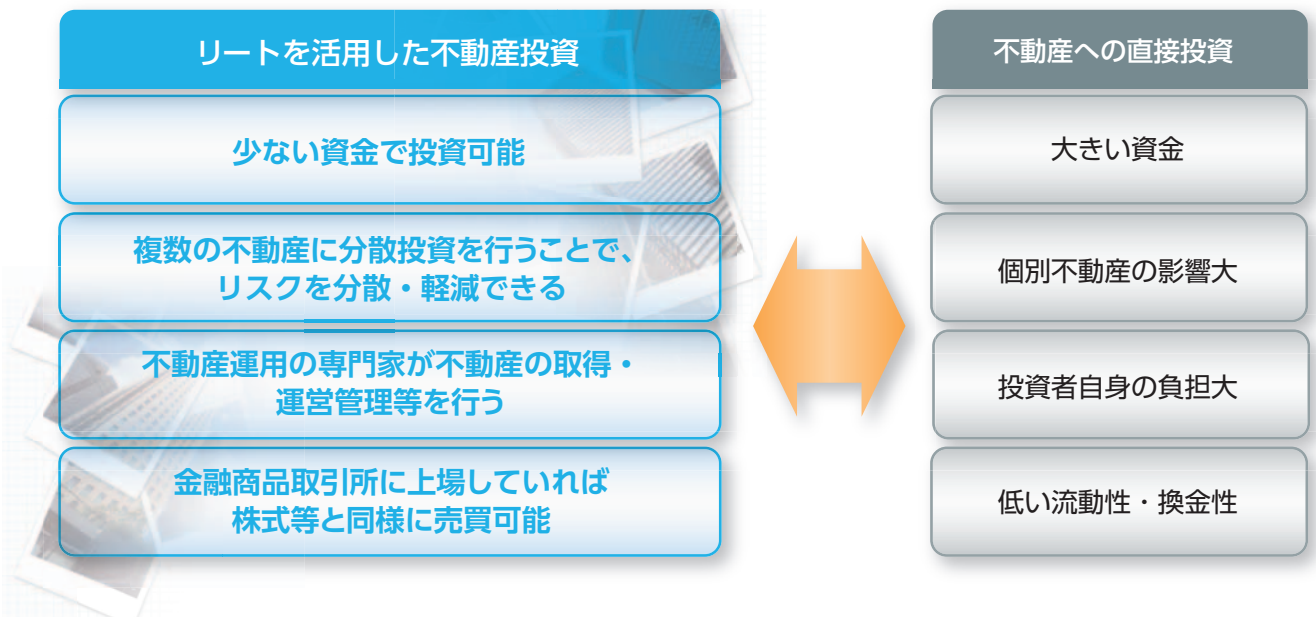 リートを活用した不動産投資
少ない資金で投資可能
複数の不動産に分散投資を行うことで、
リスクを分散・軽減できる
不動産運用の専門家が不動産の取得・
運営管理等を行う
金融商品取引所に上場していれば
株式等と同様に売買可能
不動産への直接投資
大きい資金
個別不動産の影響大
投資者自身の負担大
低い流動性・換金性